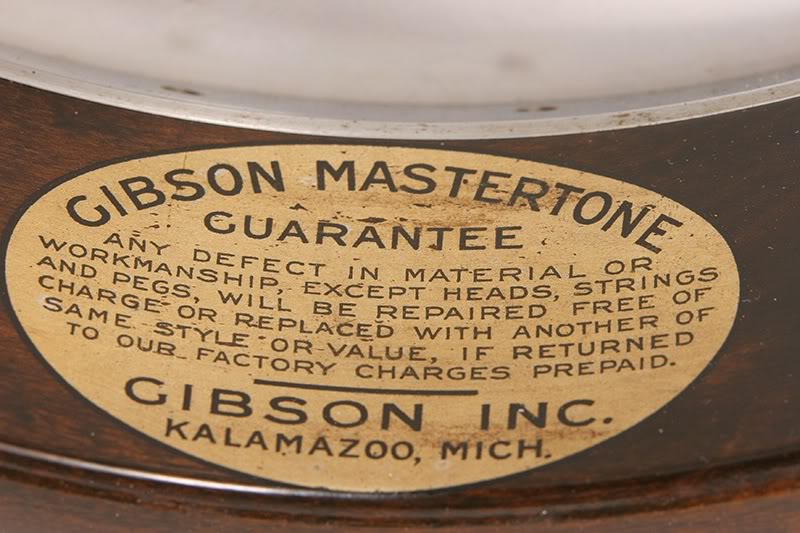 GIBSON MASTERTONE
GUARANTEE
ANY DEFECT IN MATERIAL OR
WORKMANSHIP, EXCEPT HEADS, STRINGS
AND PEGS, WILL BE REPAIRED FREE OF
CHARGE OR REPLACED WITH ANOTHER OF
SAME STYLE OR VALUE, IF RETURNED
TO OUR FACTORY CHARGES PREPAID.
GIBSON INC.
KALAMAZOO, MICH.